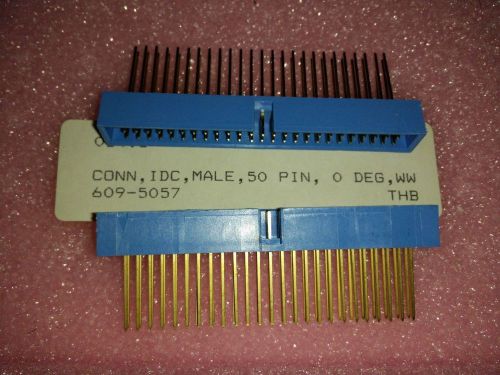 CONN,IDC,MALE,50 PIN, 0 DEG,WW
609-5057 THB